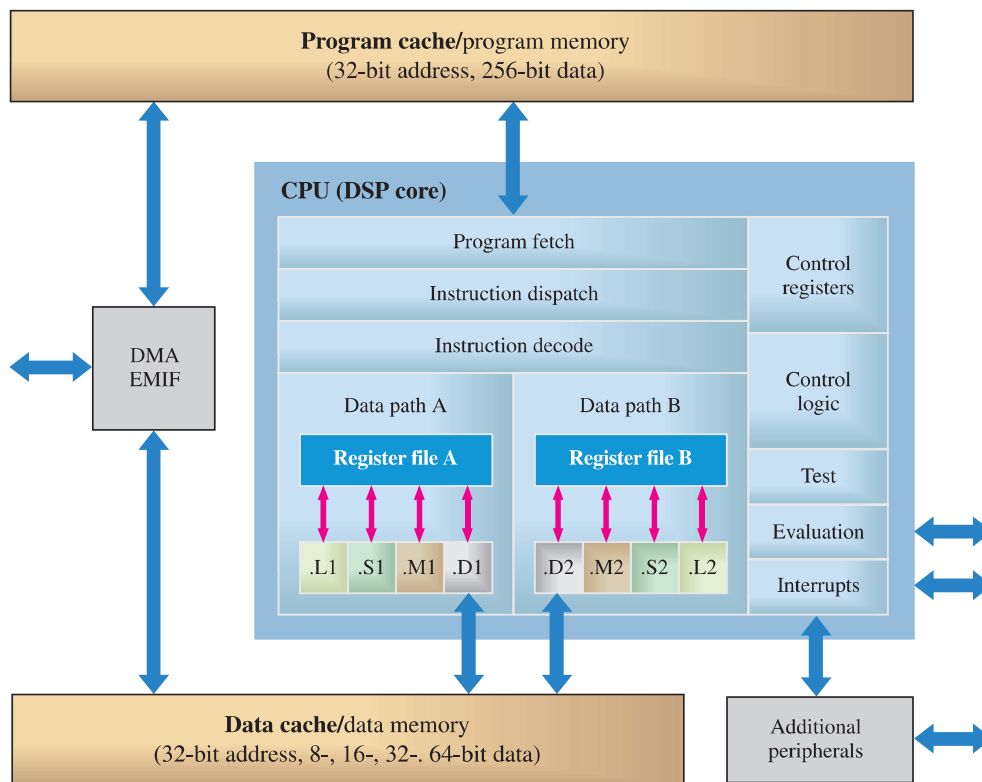 Program cache/program memory
(32-bit address, 256-bit data)
CPU (DSP core)
Program fetch
Instruction dispatch
Instruction decode
Control
registers
Control
logic
Test
Evaluation
Interrupts
DMA
EMIF
Data path A
Register file A
.L1 .S1 .M1 .D1
Data path B
Register file B
.D2 .M2 .S2 .L2
Data cache/data memory
(32-bit address, 8-, 16-, 32-. 64-bit data)
Additional
peripherals